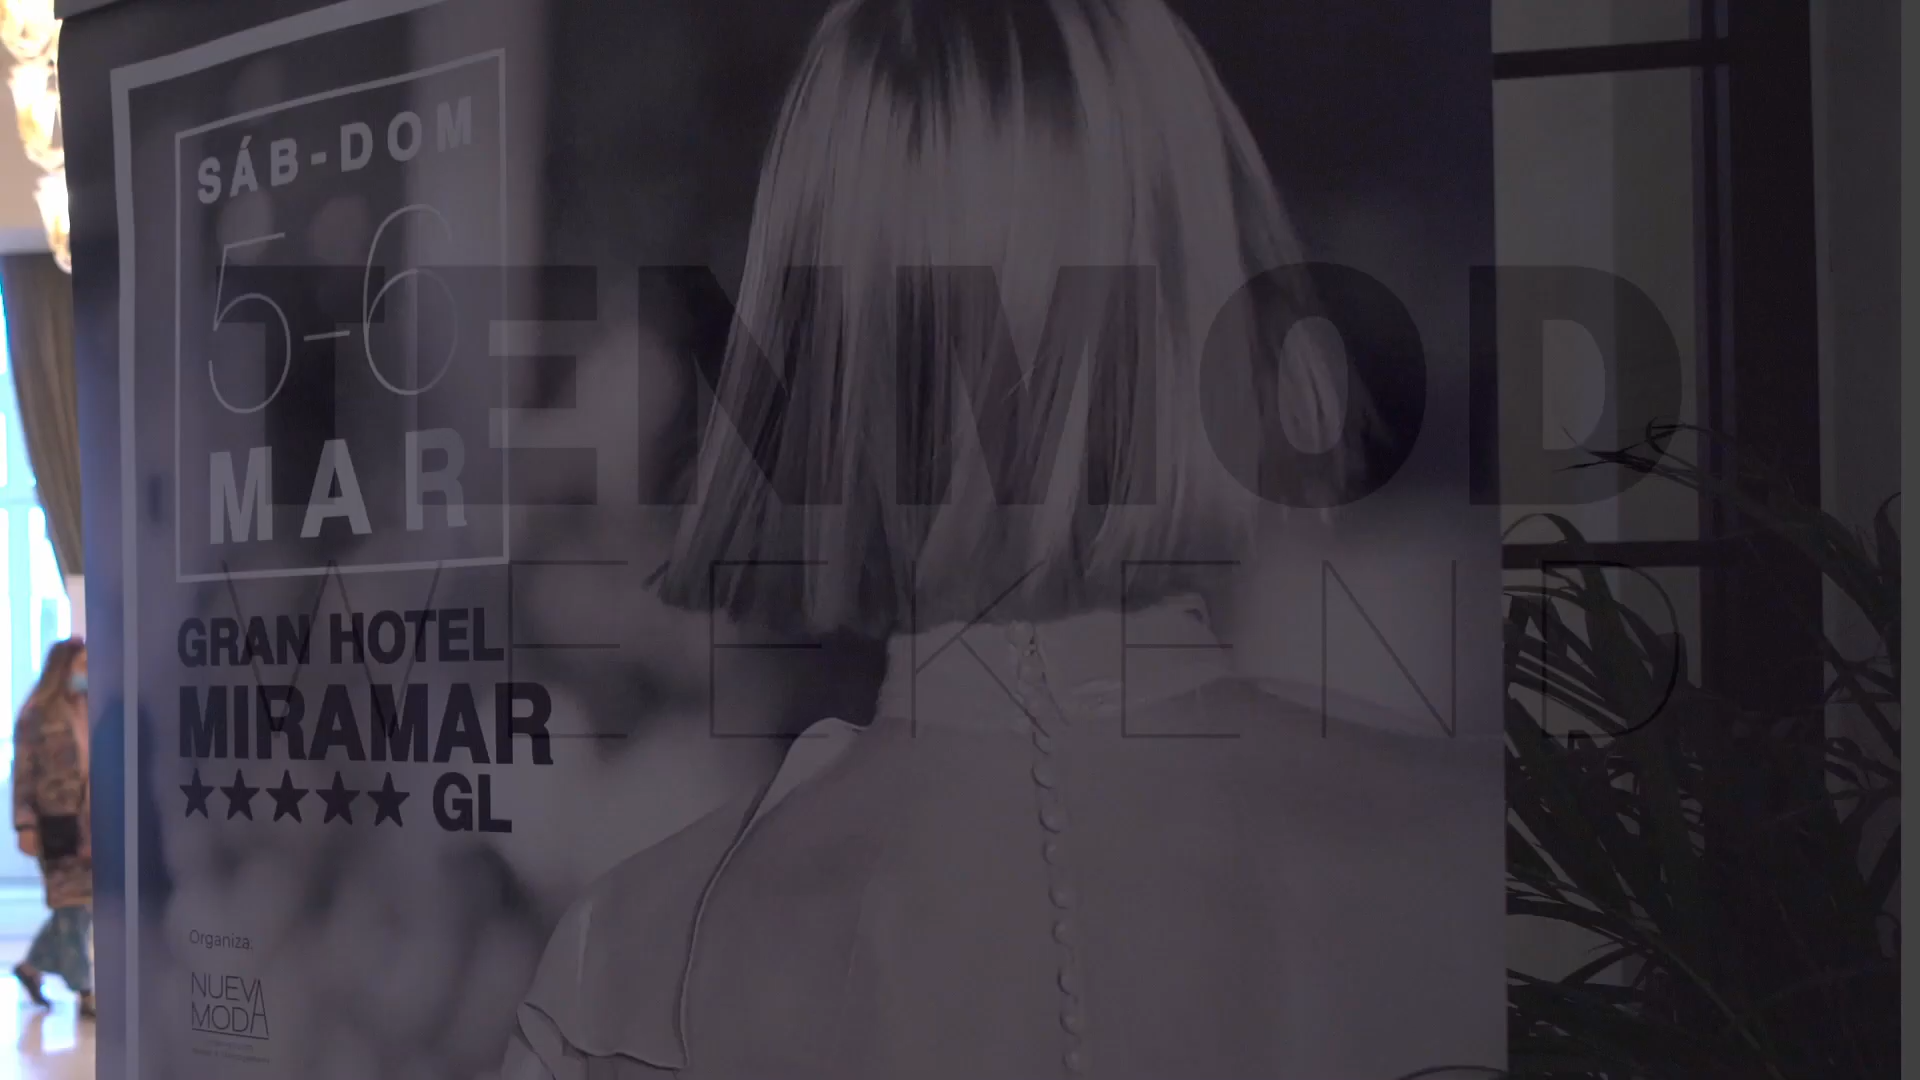 SÁB-DOM
5-6
MAR
TENMOD
WEEKEND
GRAN HOTEL
MIRAMAR
★★★★★ GL
Organiza:
NUEVA
MODA